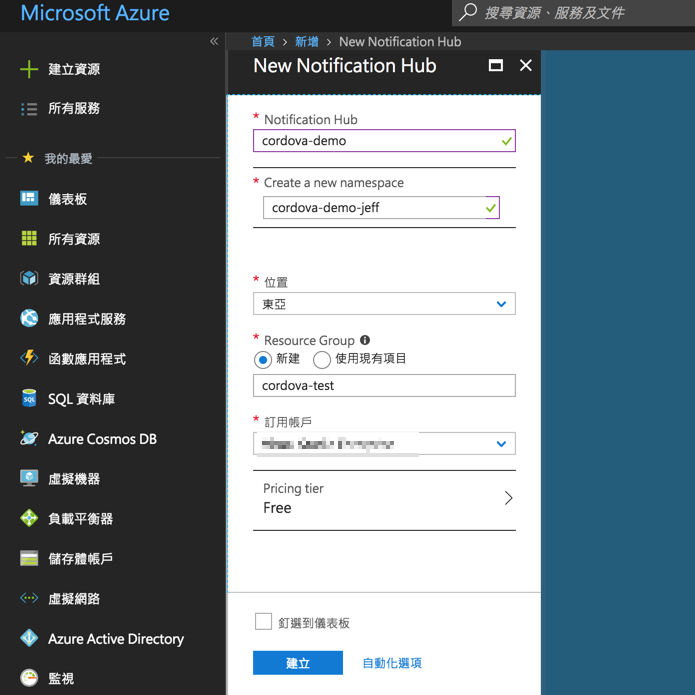 Microsoft Azure
搜尋資源、服務及文件
首頁 > 新增 > New Notification Hub
建立資源
所有服務
我的最愛
儀表板
所有資源
資源群組
應用程式服務
函數應用程式
SQL 資料庫
Azure Cosmos DB
虛擬機器
負載平衡器
儲存體帳戶
虛擬網路
Azure Active Directory
監視
New Notification Hub
* Notification Hub
cordova-demo
* Create a new namespace
cordova-demo-jeff
* 位置
東亞
* Resource Group
新建 使用現有項目
cordova-test
* 訂用帳戶
Pricing tier
Free
釘選到儀表板
建立 自動化選項